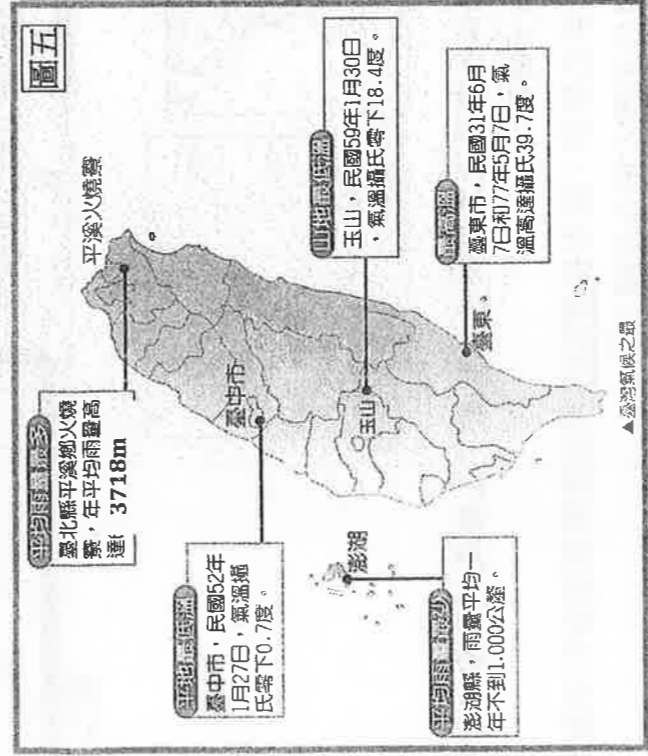 圖五
平均雨量最多
臺北縣平溪鄉火燒
寮,年平均雨量高
達 3718m
平溪火燒寮
平地最低溫
臺中市,民國52年
1月27日,氣溫攝
氏零下0.7度。
臺中市
山地最低溫
玉山,民國59年1月30日
,氣溫攝氏零下18.4度。
玉山
平均雨量最少
澎湖縣,雨量平均一
年不到1.000公釐。
澎湖
最高溫
臺東市,民國31年6月
7日和77年5月7日,氣
溫高達攝氏39.7度。
臺東。
▲臺灣氣候之最